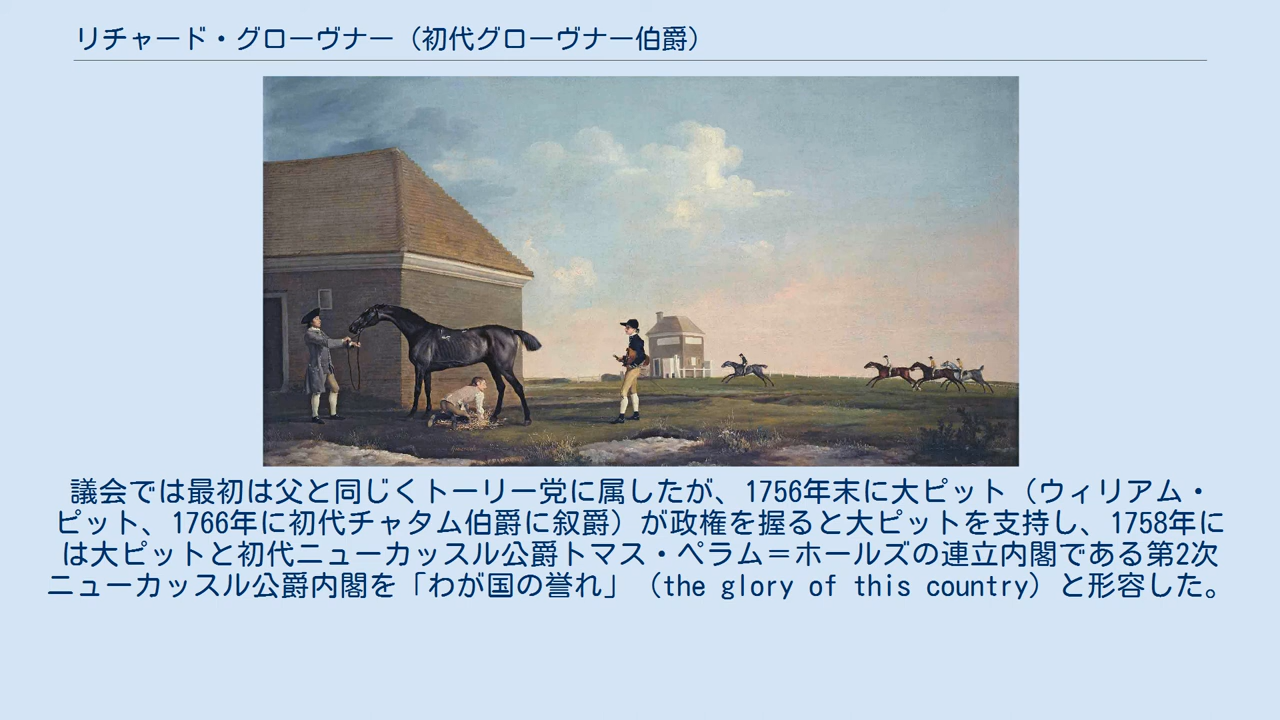 リチャード・グローヴナー（初代グローヴナー伯爵）
議会では最初は父と同じくトーリー党に属したが、1756年末に大ピット（ウィリアム・
ピット、1766年に初代チャタム伯爵に叙爵）が政権を握ると大ピットを支持し、1758年に
は大ピットと初代ニューカッスル公爵トマス・ペラム＝ホールズの連立内閣である第2次
ニューカッスル公爵内閣を「わが国の誉れ」（the glory of this country）と形容した。